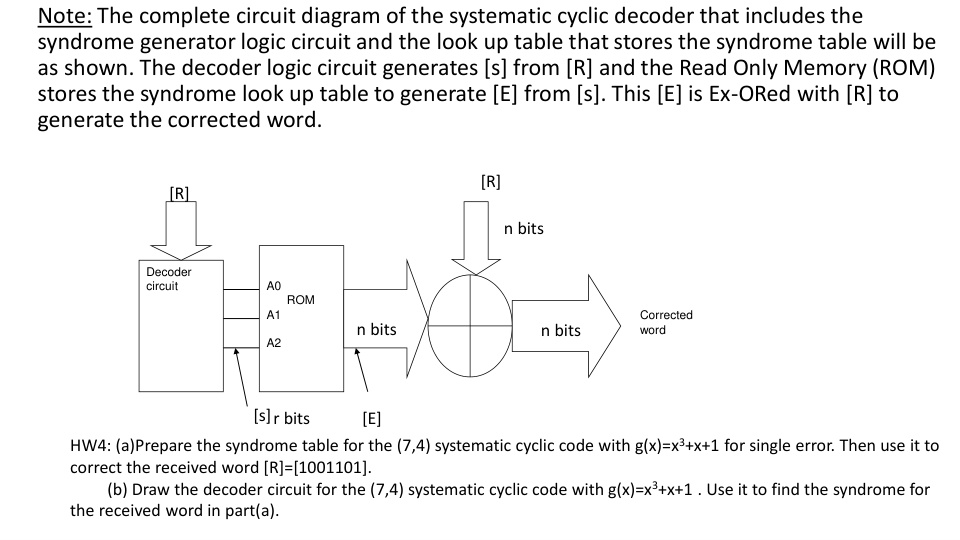 Note: The complete circuit diagram of the systematic cyclic decoder that includes the
syndrome generator logic circuit and the look up table that stores the syndrome table will be
as shown. The decoder logic circuit generates [s] from [R] and the Read Only Memory (ROM)
stores the syndrome look up table to generate [E] from [s]. This [E] is Ex-ORed with [R] to
generate the corrected word.
[R]
[R]
n bits
Decoder
circuit
A0
ROM
A1
A2
n bits
n bits
Corrected
word
[s] r bits
[E]
HW4: (a)Prepare the syndrome table for the (7,4) systematic cyclic code with g(x)=x³+x+1 for single error. Then use it to
correct the received word [R]=[1001101].
(b) Draw the decoder circuit for the (7,4) systematic cyclic code with g(x)=x³+x+1 . Use it to find the syndrome for
the received word in part(a).